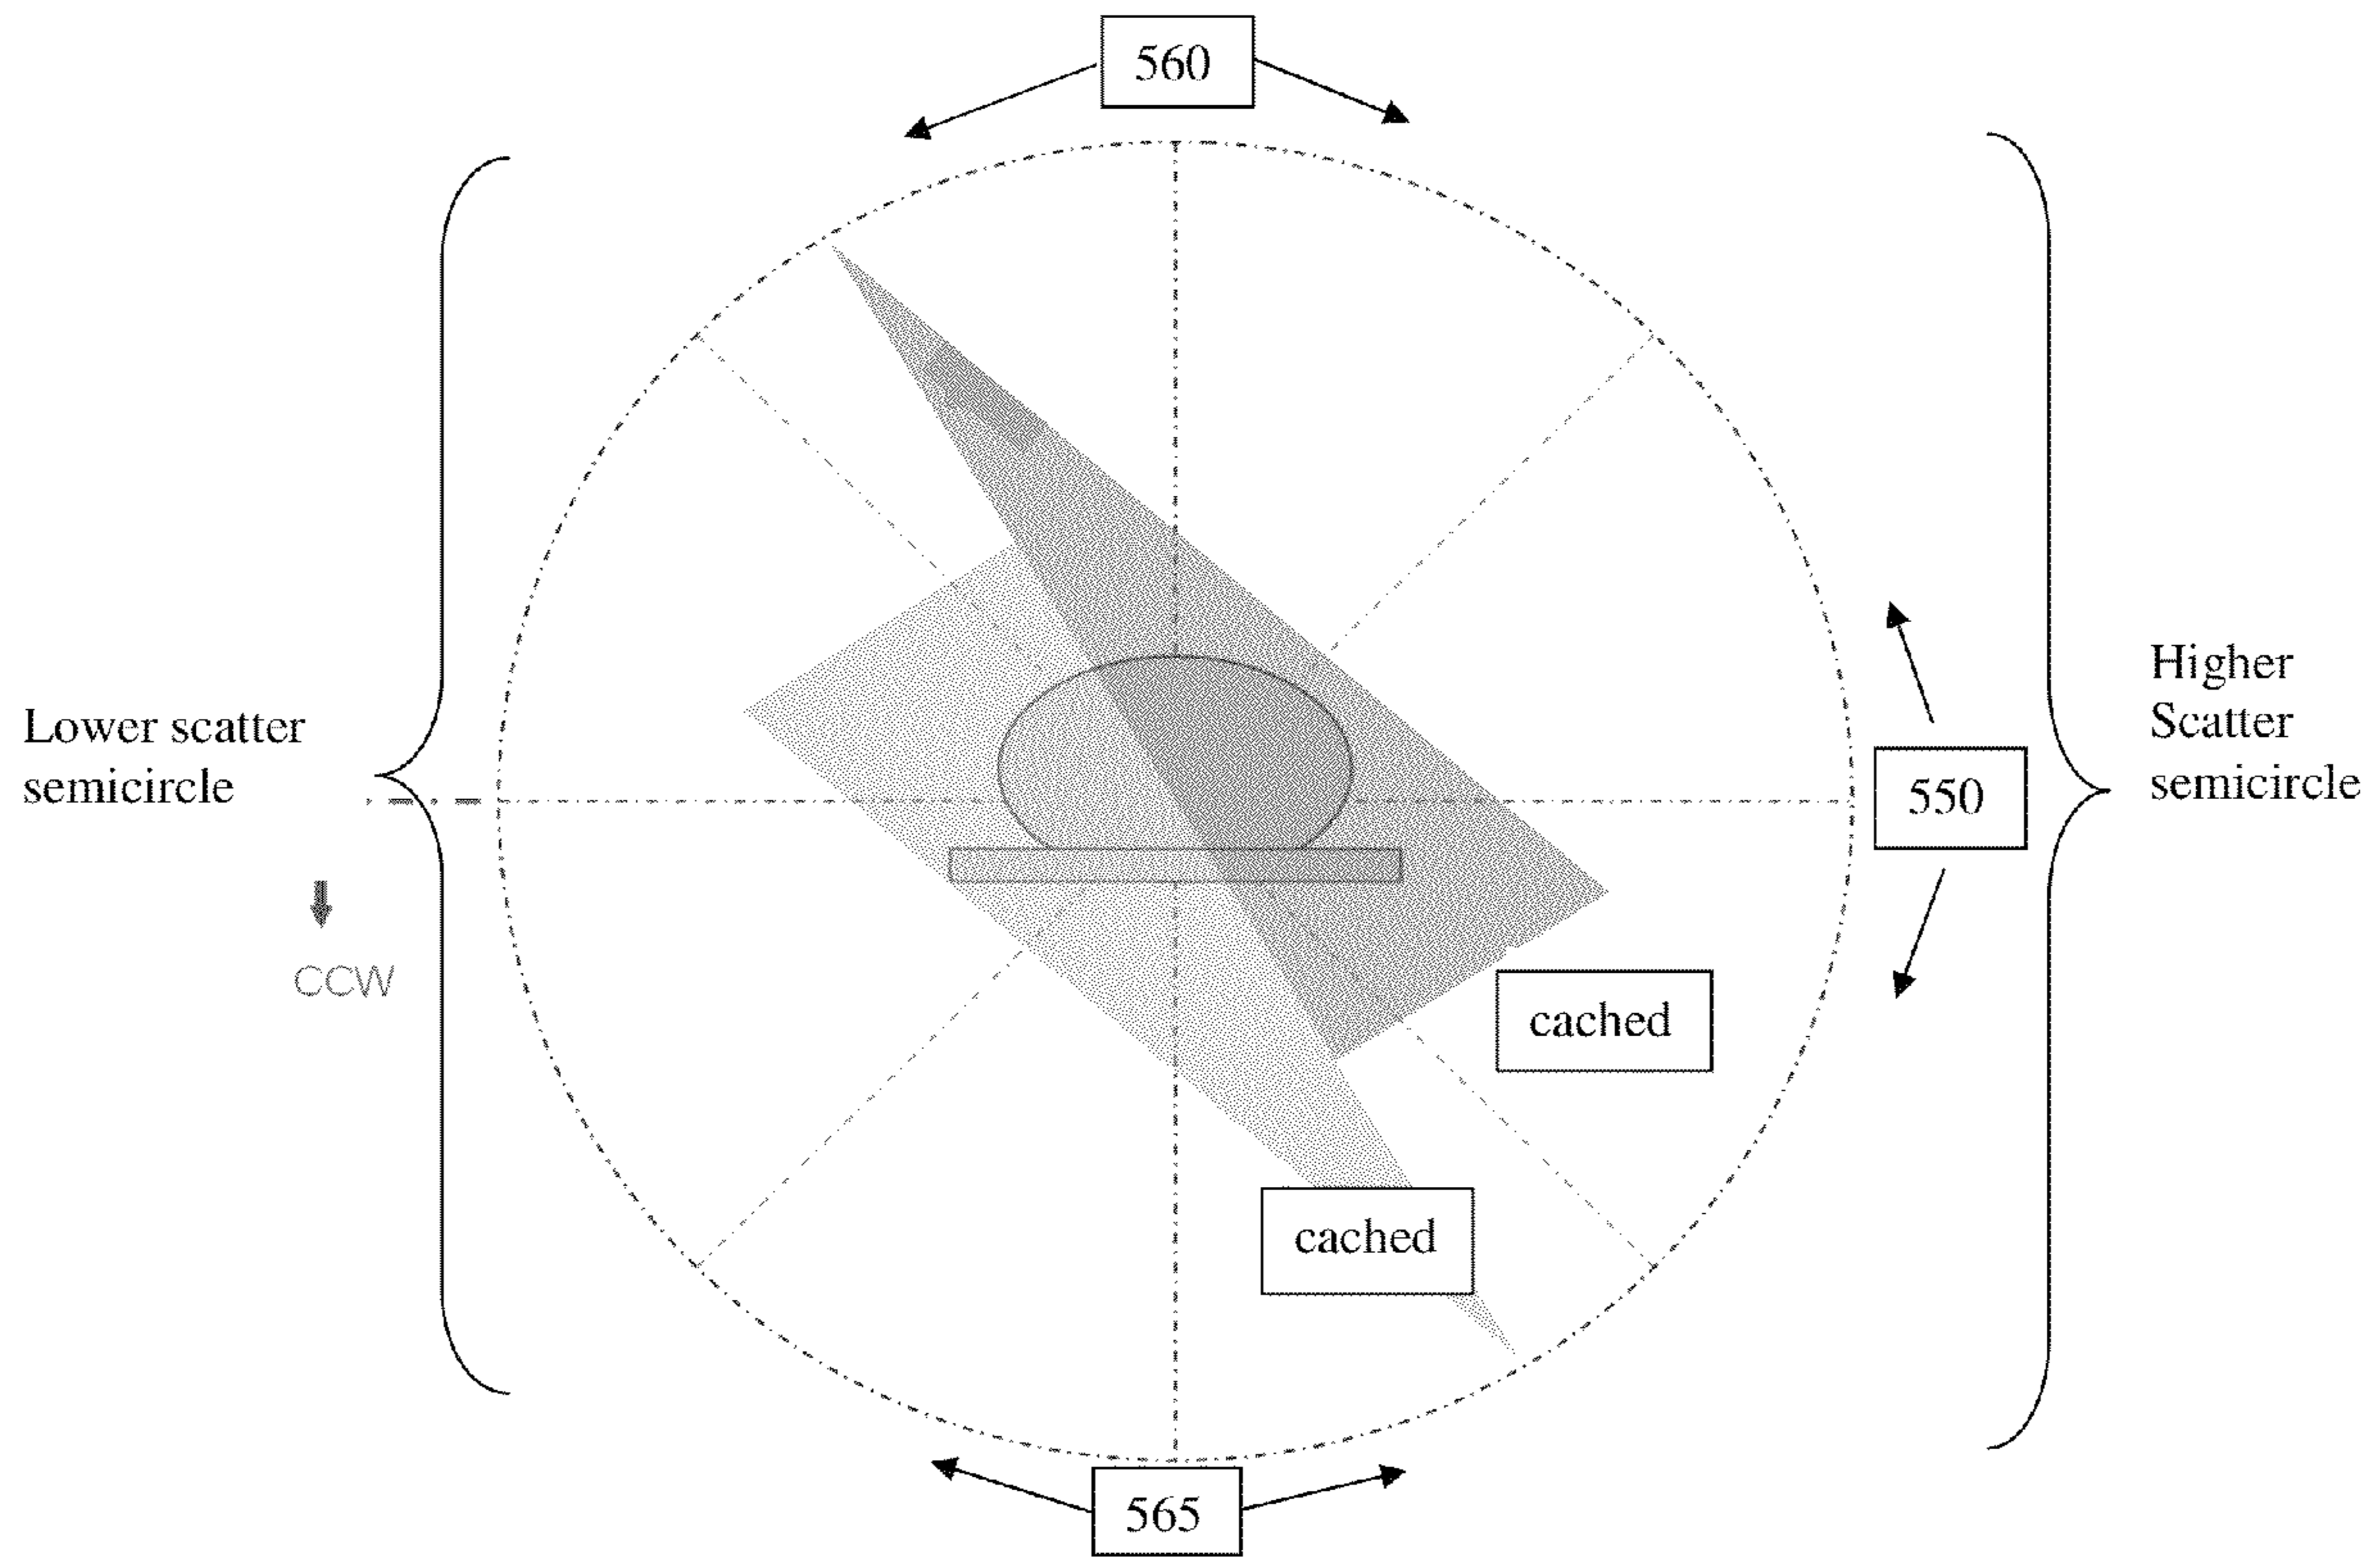 560
Lower scatter
semicircle
CCW
Higher
Scatter
semicircle
550
cached
cached
565